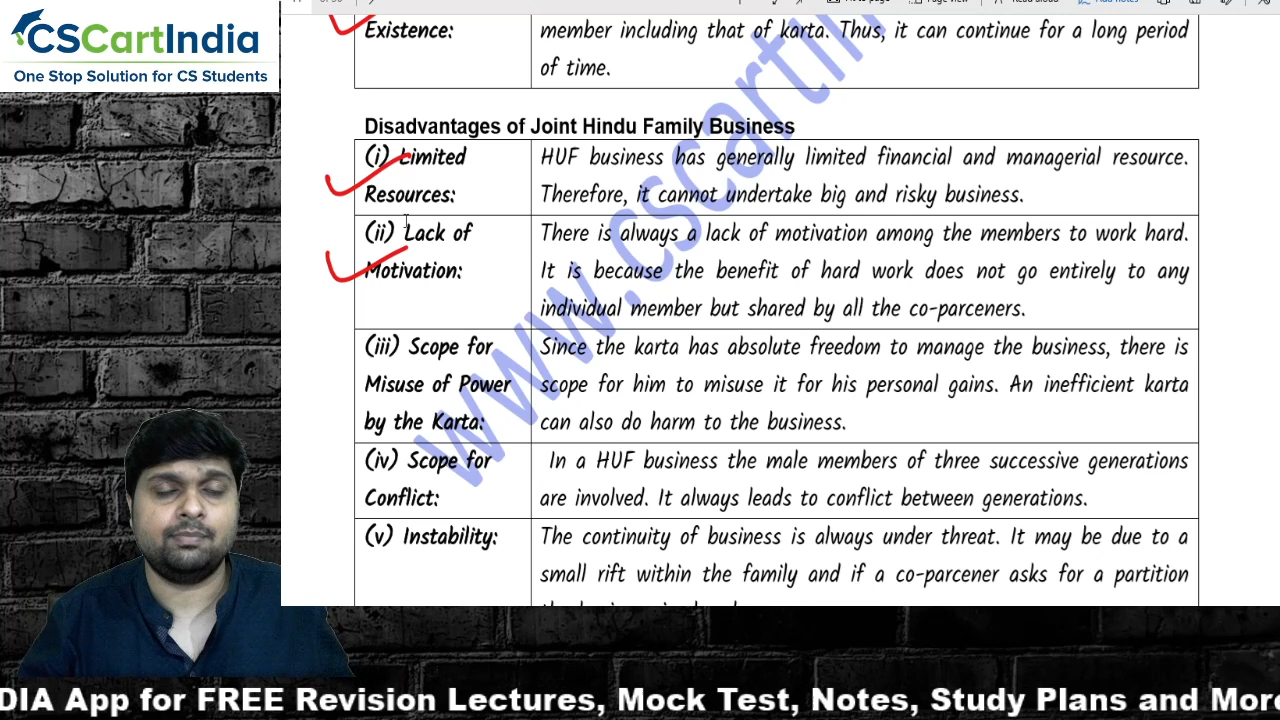 CSCartIndia
One Stop Solution for CS Students
Existence:
member including that of karta. Thus, it can continue for a long period
of time.
Disadvantages of Joint Hindu Family Business
(i) Limited
Resources:
HUF business has generally limited financial and managerial resource.
Therefore, it cannot undertake big and risky business.
(ii) Lack of
Motivation:
There is always a lack of motivation among the members to work hard.
It is because the benefit of hard work does not go entirely to any
individual member but shared by all the co-parceners.
(iii) Scope for
Misuse of Power
by the Karta:
Since the karta has absolute freedom to manage the business, there is
scope for him to misuse it for his personal gains. An inefficient karta
can also do harm to the business.
(iv) Scope for
Conflict:
In a HUF business the male members of three successive generations
are involved. It always leads to conflict between generations.
(v) Instability:
The continuity of business is always under threat. It may be due to a
small rift within the family and if a co-parcener asks for a partition
www.cscartin
DIA App for FREE Revision Lectures, Mock Test, Notes, Study Plans and More